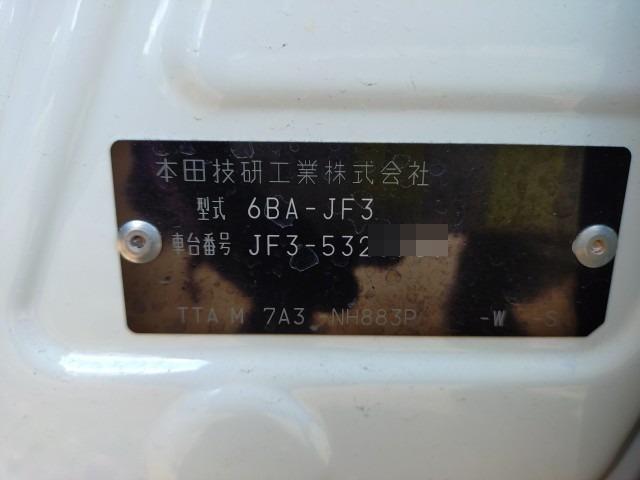 本田技研工業株式会社
型式 6BA-JF3
車台番号 JF3-532
TTA M 7A3 NH883P -W -S